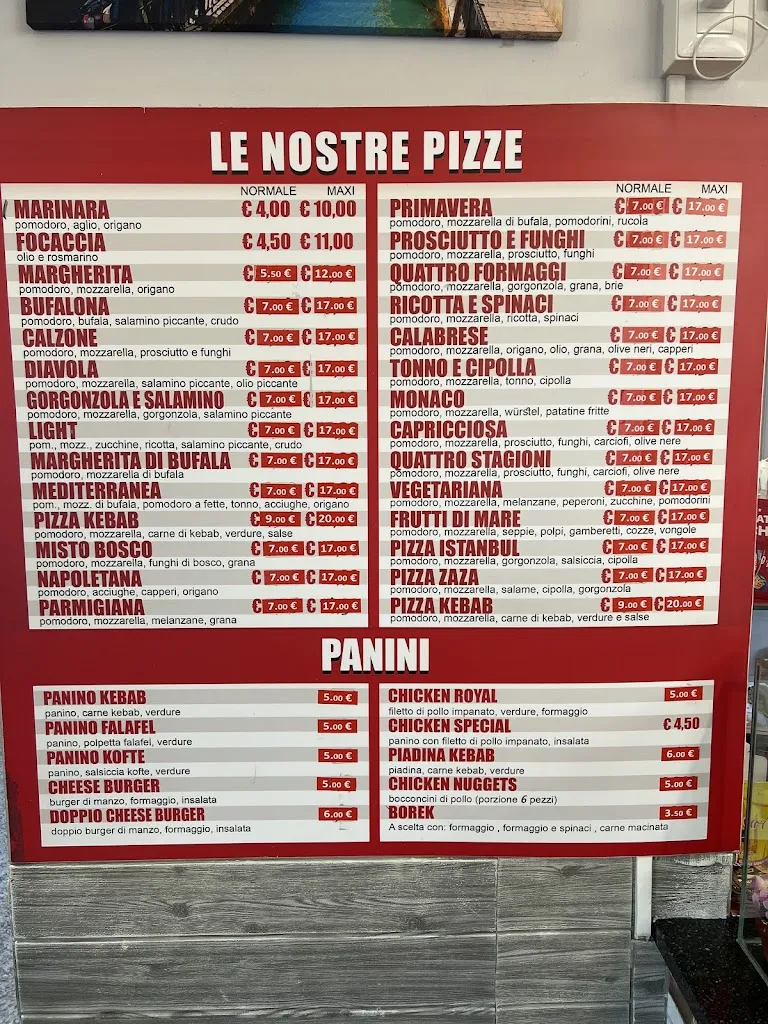 LE NOSTRE PIZZE
NORMALE MAXI
MARINARA € 4,00 € 10,00
pomodoro, aglio, origano
FOCACCIA € 4,50 € 11,00
olio e rosmarino
MARGHERITA € 5.50 € € 12.00 €
pomodoro, mozzarella, origano
BUFALONA € 7.00 € € 17.00 €
pomodoro, bufala, salamino piccante, crudo
CALZONE € 7.00 € € 17.00 €
pomodoro, mozzarella, prosciutto e funghi
DIAVOLA € 7.00 € € 17.00 €
pomodoro, mozzarella, salamino piccante, olio piccante
GORGONZOLA E SALAMINO € 7.00 € € 17.00 €
pomodoro, mozzarella, gorgonzola, salamino piccante
LIGHT € 7.00 € € 17.00 €
pom., mozz., zucchine, ricotta, salamino piccante, crudo
MARGHERITA DI BUFALA € 7.00 € € 17.00 €
pomodoro, mozzarella di bufala
MEDITERRANEA € 7.00 € € 17.00 €
pom., mozz. di bufala, pomodoro a fette, tonno, acciughe, origano
PIZZA KEBAB € 9.00 € € 20.00 €
pomodoro, mozzarella, carne di kebab, verdure, salse
MISTO BOSCO € 7.00 € € 17.00 €
pomodoro, mozzarella, funghi di bosco, grana
NAPOLETANA € 7.00 € € 17.00 €
pomodoro, acciughe, capperi, origano
PARMIGIANA € 7.00 € € 17.00 €
pomodoro, mozzarella, melanzane, grana
NORMALE MAXI
PRIMAVERA € 7.00 € € 17.00 €
pomodoro, mozzarella di bufala, pomodorini, rucola
PROSCIUTTO E FUNGHI € 7.00 € € 17.00 €
pomodoro, mozzarella, prosciutto, funghi
QUATTRO FORMAGGI € 7.00 € € 17.00 €
pomodoro, mozzarella, gorgonzola, grana, brie
RICOTTA E SPINACI € 7.00 € € 17.00 €
pomodoro, mozzarella, ricotta, spinaci
CALABRESE € 7.00 € € 17.00 €
pomodoro, mozzarella, origano, olio, grana, olive neri, capperi
TONNO E CIPOLLA € 7.00 € € 17.00 €
pomodoro, mozzarella, tonno, cipolla
MONACO € 7.00 € € 17.00 €
pomodoro, mozzarella, würstel, patatine fritte
CAPRICCIOSA € 7.00 € € 17.00 €
pomodoro, mozzarella, prosciutto, funghi, carciofi, olive nere
QUATTRO STAGIONI € 7.00 € € 17.00 €
pomodoro, mozzarella, prosciutto, funghi, carciofi, olive nere
VEGETARIANA € 7.00 € € 17.00 €
pomodoro, mozzarella, melanzane, peperoni, zucchine, pomodorini
FRUTTI DI MARE € 7.00 € € 17.00 €
pomodoro, mozzarella, seppie, polpi, gamberetti, cozze, vongole
PIZZA ISTANBUL € 7.00 € € 17.00 €
pomodoro, mozzarella, gorgonzola, salsiccia, cipolla
PIZZA ZAZA € 7.00 € € 17.00 €
pomodoro, mozzarella, salame, cipolla, gorgonzola
PIZZA KEBAB € 9.00 € € 20.00 €
pomodoro, mozzarella, carne di kebab, verdure e salse
PANINI
PANINO KEBAB 5.00 €
panino, carne kebab, verdure
PANINO FALAFEL 5.00 €
panino, polpetta falafel, verdure
PANINO KOFTE 5.00 €
panino, salsiccia kofte, verdure
CHEESE BURGER 5.00 €
burger di manzo, formaggio, insalata
DOPPIO CHEESE BURGER 6.00 €
doppio burger di manzo, formaggio, insalata
CHICKEN ROYAL 5.00 €
filetto di pollo impanato, verdure, formaggio
CHICKEN SPECIAL € 4,50
panino con filetto di pollo impanato, insalata
PIADINA KEBAB 6.00 €
piadina, carne kebab, verdure
CHICKEN NUGGETS 5.00 €
bocconcini di pollo (porzione 6 pezzi)
BOREK 3.50 €
A scelta con: formaggio , formaggio e spinaci , carne macinata